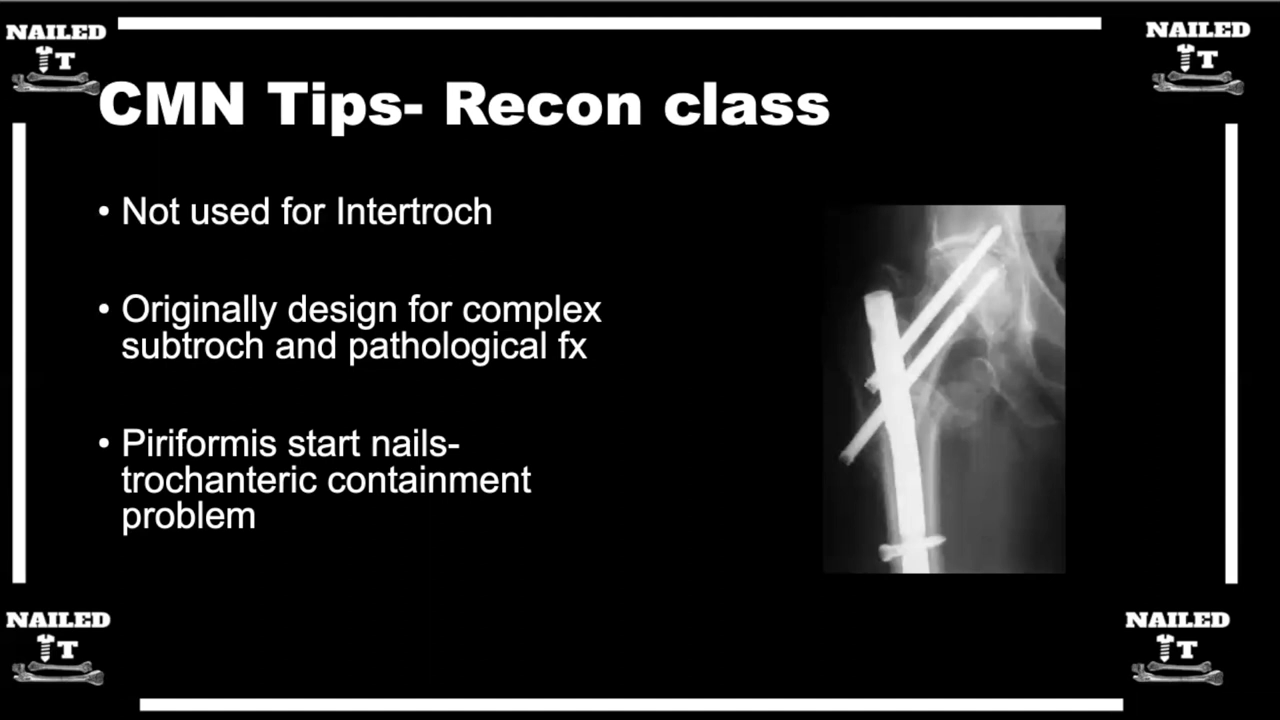 NAILED
IT
NAILED
IT
CMN Tips- Recon class
• Not used for Intertroch
• Originally design for complex
subtroch and pathological fx
• Piriformis start nails-
trochanteric containment
problem
NAILED
IT
NAILED
IT